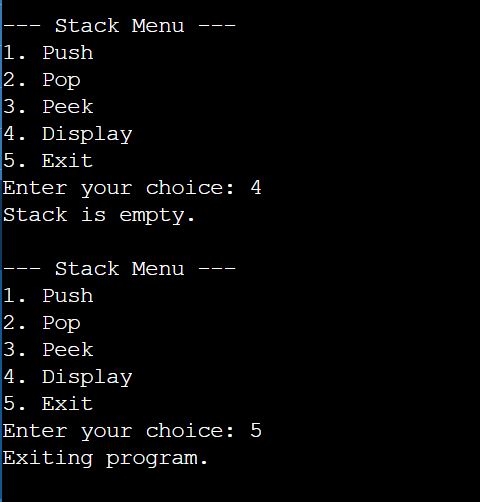 --- Stack Menu ---
1. Push
2. Pop
3. Peek
4. Display
5. Exit
Enter your choice: 4
Stack is empty.
--- Stack Menu ---
1. Push
2. Pop
3. Peek
4. Display
5. Exit
Enter your choice: 5
Exiting program.